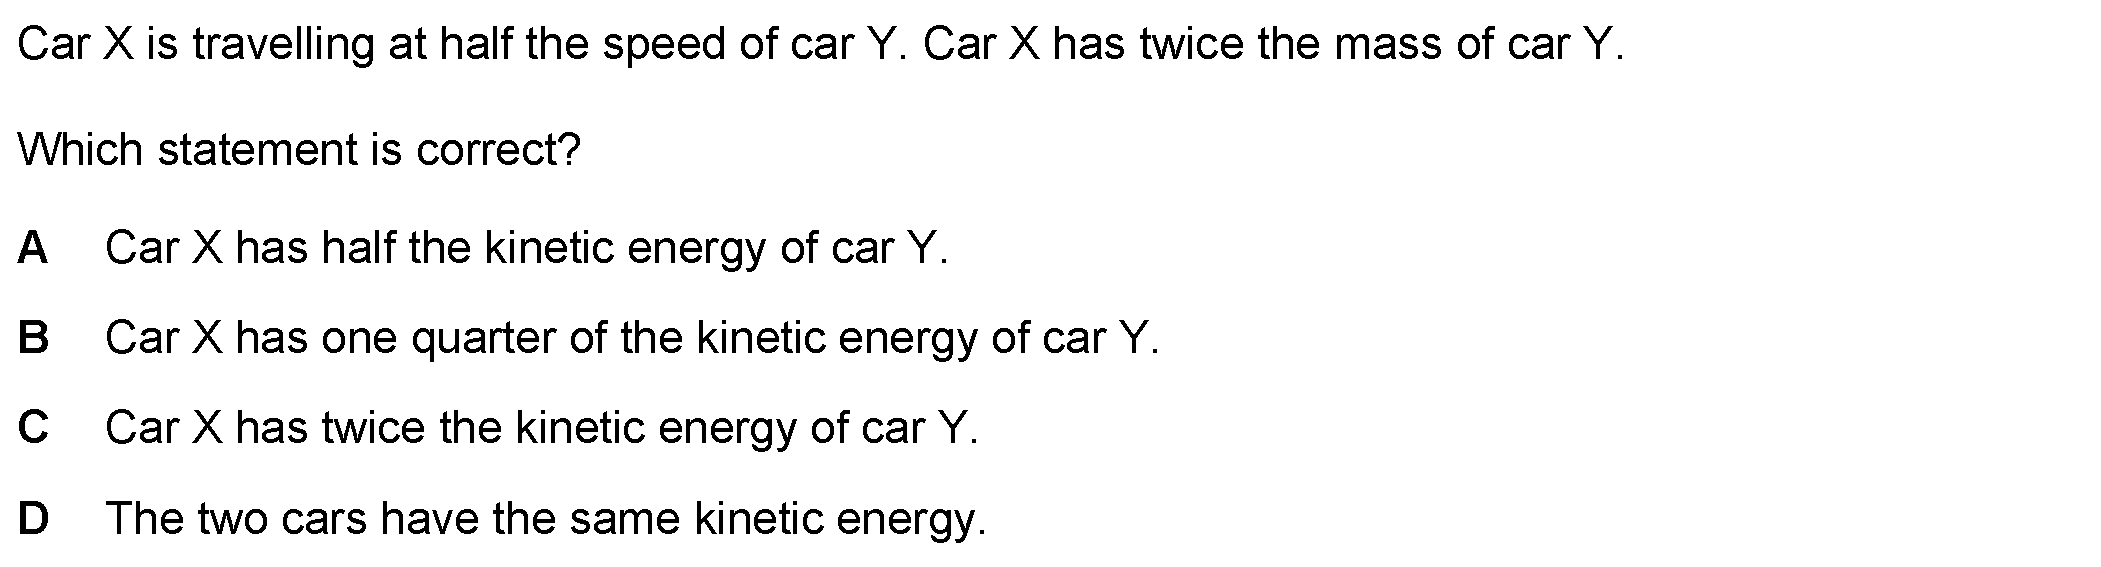 Car X is travelling at half the speed of car Y. Car X has twice the mass of car Y.
Which statement is correct?
A Car X has half the kinetic energy of car Y.
B Car X has one quarter of the kinetic energy of car Y.
C Car X has twice the kinetic energy of car Y.
D The two cars have the same kinetic energy.